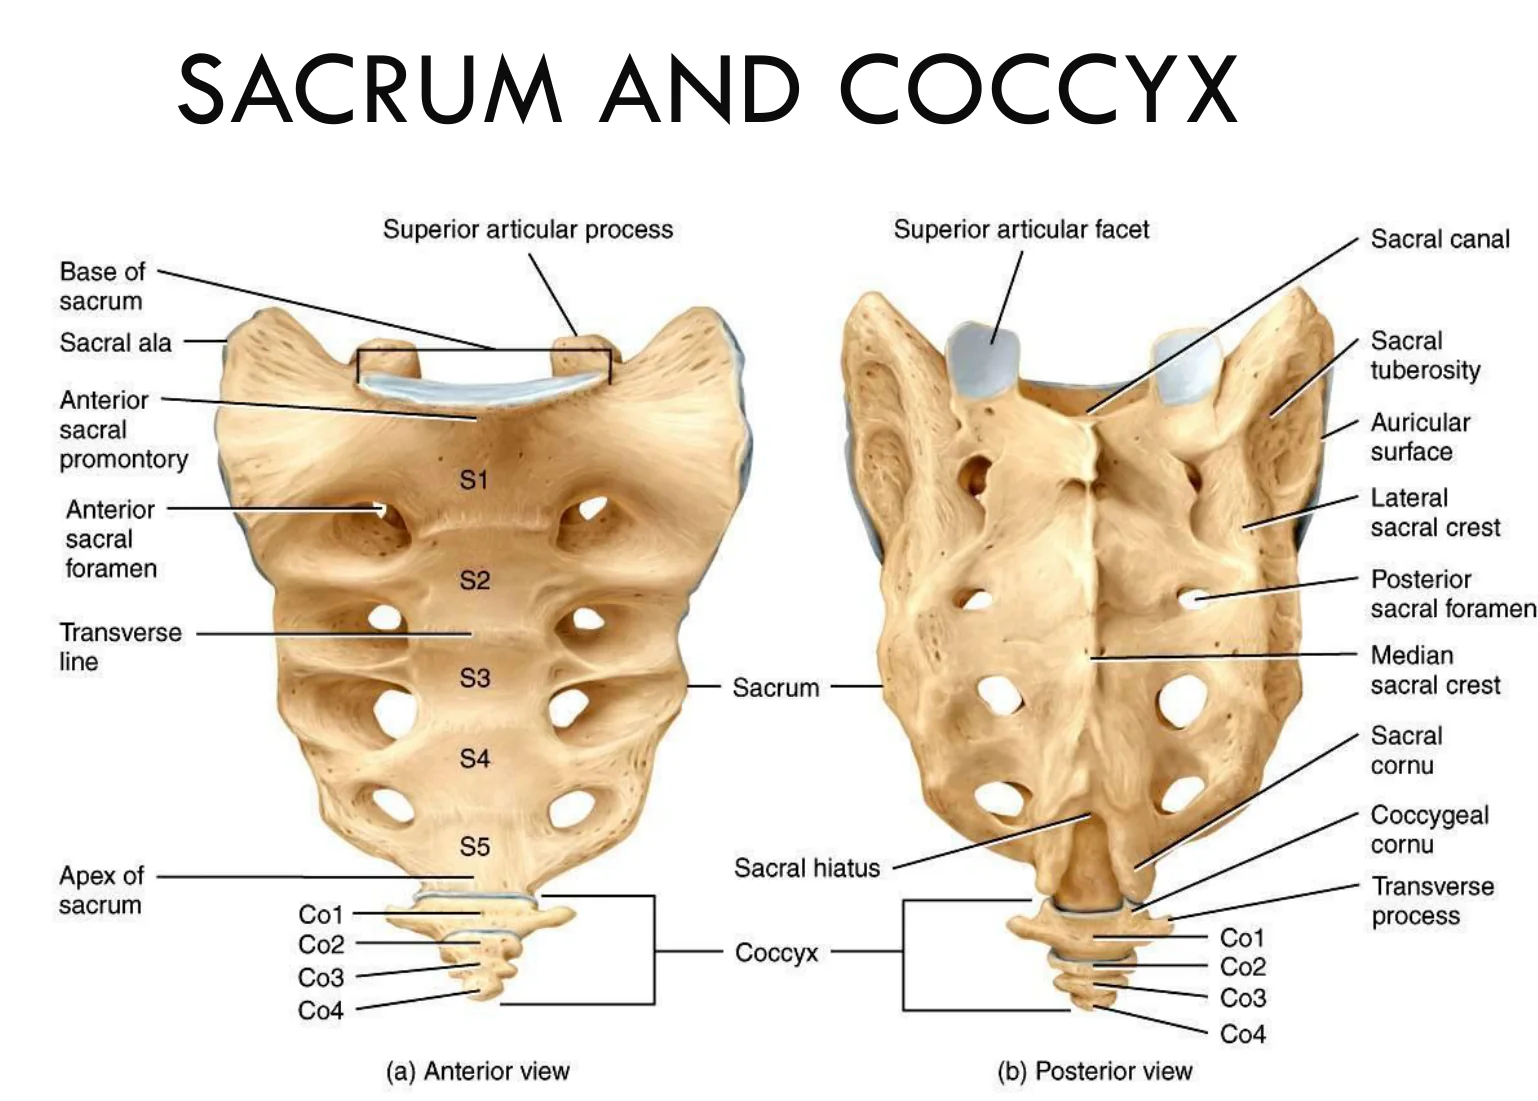 SACRUM AND COCCYX
Superior articular process
Base of
sacrum
Sacral ala
Anterior
sacral
promontory
Anterior
sacral
foramen
Transverse
line
Apex of
sacrum
S1
S2
S3
S4
S5
Co1
Co2
Co3
Co4
(a) Anterior view
Sacrum
Sacral hiatus
Coccyx
Superior articular facet
Sacral canal
Sacral
tuberosity
Auricular
surface
Lateral
sacral crest
Posterior
sacral foramen
Median
sacral crest
Sacral
cornu
Coccygeal
cornu
Transverse
process
Co1
Co2
Co3
Co4
(b) Posterior view